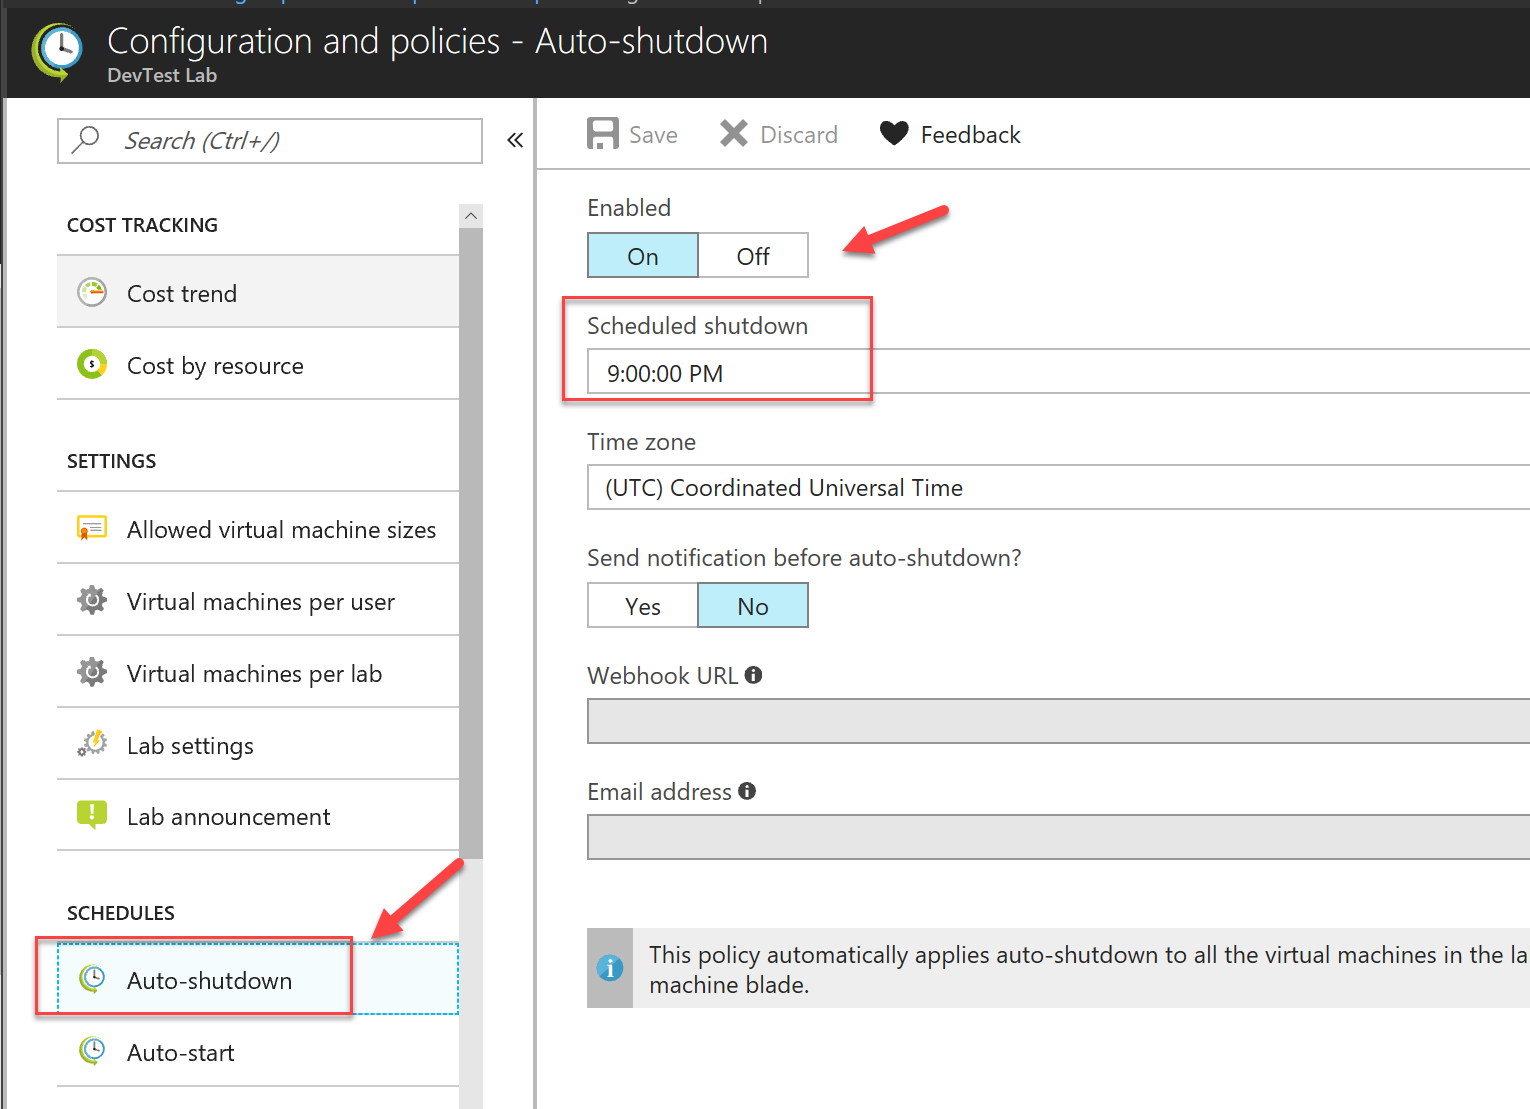 Configuration and policies - Auto-shutdown
DevTest Lab
Search (Ctrl+/)
«
COST TRACKING
Cost trend
Cost by resource
SETTINGS
Allowed virtual machine sizes
Virtual machines per user
Virtual machines per lab
Lab settings
Lab announcement
SCHEDULES
Auto-shutdown
Auto-start
Save Discard Feedback
Enabled
On Off
Scheduled shutdown
9:00:00 PM
Time zone
(UTC) Coordinated Universal Time
Send notification before auto-shutdown?
Yes No
Webhook URL
Email address
This policy automatically applies auto-shutdown to all the virtual machines in the la
machine blade.